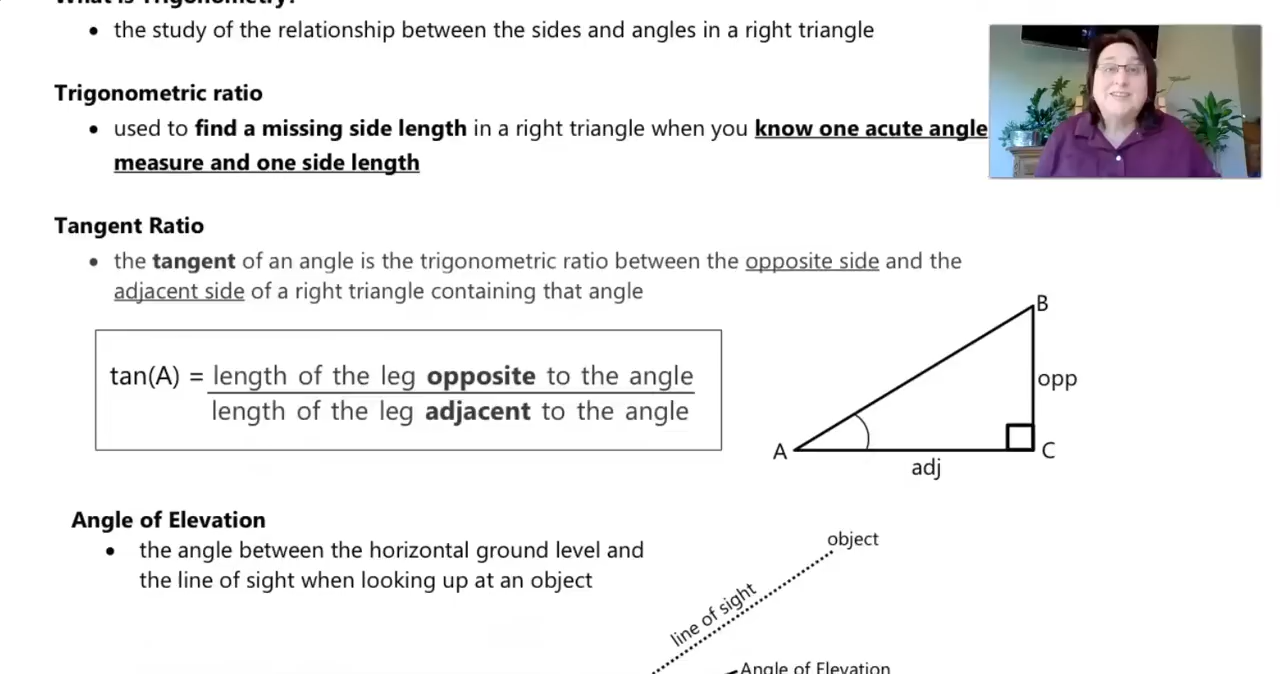 What is Trigonometry?
• the study of the relationship between the sides and angles in a right triangle
Trigonometric ratio
• used to find a missing side length in a right triangle when you know one acute angle
measure and one side length
Tangent Ratio
• the tangent of an angle is the trigonometric ratio between the opposite side and the
adjacent side of a right triangle containing that angle
tan(A) = length of the leg opposite to the angle
length of the leg adjacent to the angle
B
opp
A
C
adj
Angle of Elevation
• the angle between the horizontal ground level and
the line of sight when looking up at an object
object
line of sight
Angle of Elevation